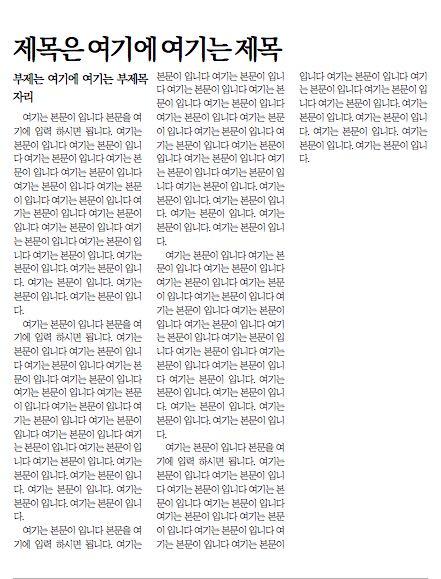 제목은 여기에 여기는 제목
부제는 여기에 여기는 부제목
자리
여기는 본문이 입니다 본문을 여
기에 입력 하시면 됩니다. 여기는
본문이 입니다 여기는 본문이 입니
다 여기는 본문이 입니다 여기는 본
문이 입니다 여기는 본문이 입니다
여기는 본문이 입니다 여기는 본문
이 입니다 여기는 본문이 입니다 여
기는 본문이 입니다 여기는 본문이
입니다 여기는 본문이 입니다 여기
는 본문이 입니다 여기는 본문이 입
니다 여기는 본문이 입니다. 여기는
본문이 입니다. 여기는 본문이 입니
다. 여기는 본문이 입니다. 여기는
본문이 입니다. 여기는 본문이 입니
다.
여기는 본문이 입니다 본문을 여
기에 입력 하시면 됩니다. 여기는
본문이 입니다 여기는 본문이 입니
다 여기는 본문이 입니다 여기는 본
문이 입니다 여기는 본문이 입니다
여기는 본문이 입니다 여기는 본문
이 입니다 여기는 본문이 입니다 여
기는 본문이 입니다 여기는 본문이
입니다 여기는 본문이 입니다 여기
는 본문이 입니다 여기는 본문이 입
니다 여기는 본문이 입니다. 여기는
본문이 입니다. 여기는 본문이 입니
다. 여기는 본문이 입니다. 여기는
본문이 입니다. 여기는 본문이 입니
다.
여기는 본문이 입니다 본문을 여
기에 입력 하시면 됩니다. 여기는
본문이 입니다 여기는 본문이 입니
다 여기는 본문이 입니다 여기는 본
문이 입니다 여기는 본문이 입니다
여기는 본문이 입니다 여기는 본문
이 입니다 여기는 본문이 입니다 여
기는 본문이 입니다 여기는 본문이
입니다 여기는 본문이 입니다 여기
는 본문이 입니다 여기는 본문이 입
니다 여기는 본문이 입니다. 여기는
본문이 입니다. 여기는 본문이 입니
다. 여기는 본문이 입니다. 여기는
본문이 입니다. 여기는 본문이 입니
다.
여기는 본문이 입니다 여기는 본
문이 입니다 여기는 본문이 입니다
여기는 본문이 입니다 여기는 본문
이 입니다 여기는 본문이 입니다 여
기는 본문이 입니다 여기는 본문이
입니다 여기는 본문이 입니다 여기
는 본문이 입니다 여기는 본문이 입
니다 여기는 본문이 입니다. 여기는
본문이 입니다. 여기는 본문이 입니
다. 여기는 본문이 입니다. 여기는
본문이 입니다. 여기는 본문이 입니
다. 여기는 본문이 입니다. 여기는
본문이 입니다. 여기는 본문이 입니
다.
여기는 본문이 입니다 본문을 여
기에 입력 하시면 됩니다. 여기는
본문이 입니다 여기는 본문이 입니
다 여기는 본문이 입니다 여기는 본
문이 입니다 여기는 본문이 입니다
여기는 본문이 입니다 여기는 본문
이 입니다 여기는 본문이 입니다 여
기는 본문이 입니다 여기는 본문이
입니다 여기는 본문이 입니다 여기
는 본문이 입니다 여기는 본문이 입
니다 여기는 본문이 입니다. 여기는
본문이 입니다. 여기는 본문이 입니
다. 여기는 본문이 입니다. 여기는
본문이 입니다. 여기는 본문이 입니
다.